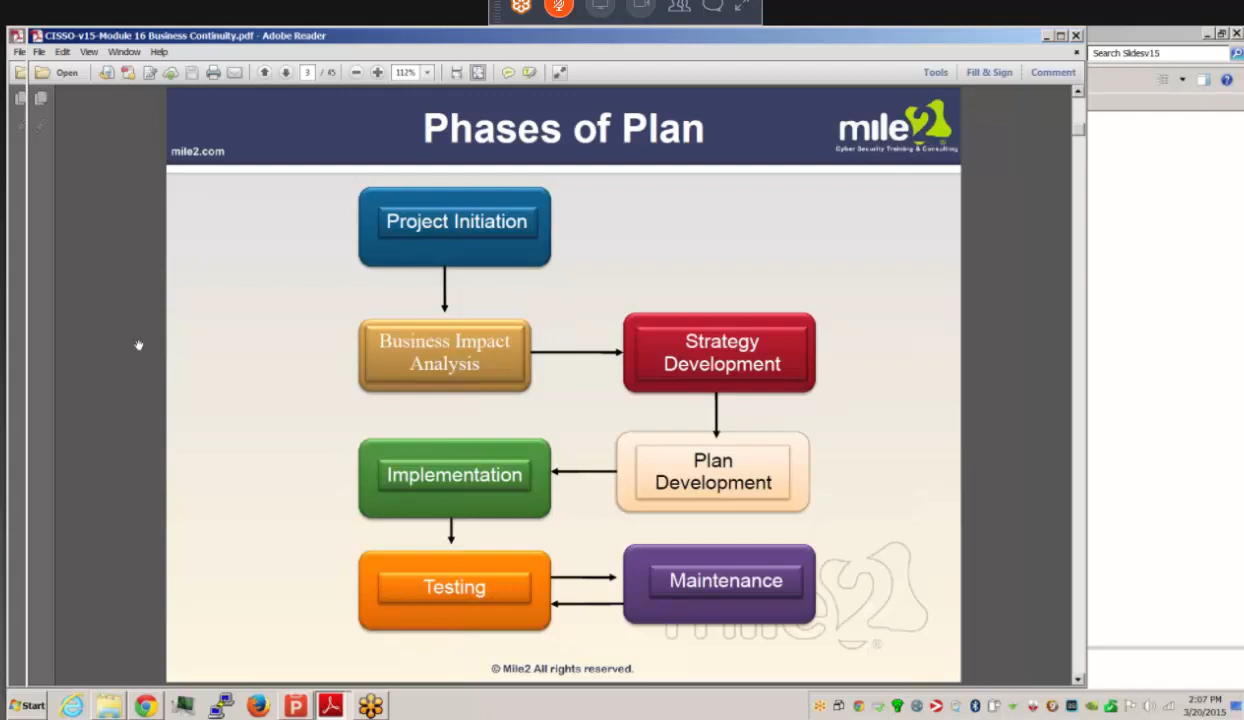 CISSO-v15-Module 16 Business Continuity.pdf - Adobe Reader
File File Edit View Window Help
Search Slidesv15
Open 3 / 45 112% Tools Fill & Sign Comment
Phases of Plan
mile2
Cyber Security Training & Consulting
mile2.com
Project Initiation
Business Impact
Analysis
Strategy
Development
Plan
Development
Implementation
Testing
Maintenance
mile2
®
© Mile2 All rights reserved.
Start
2:07 PM
3/20/2015